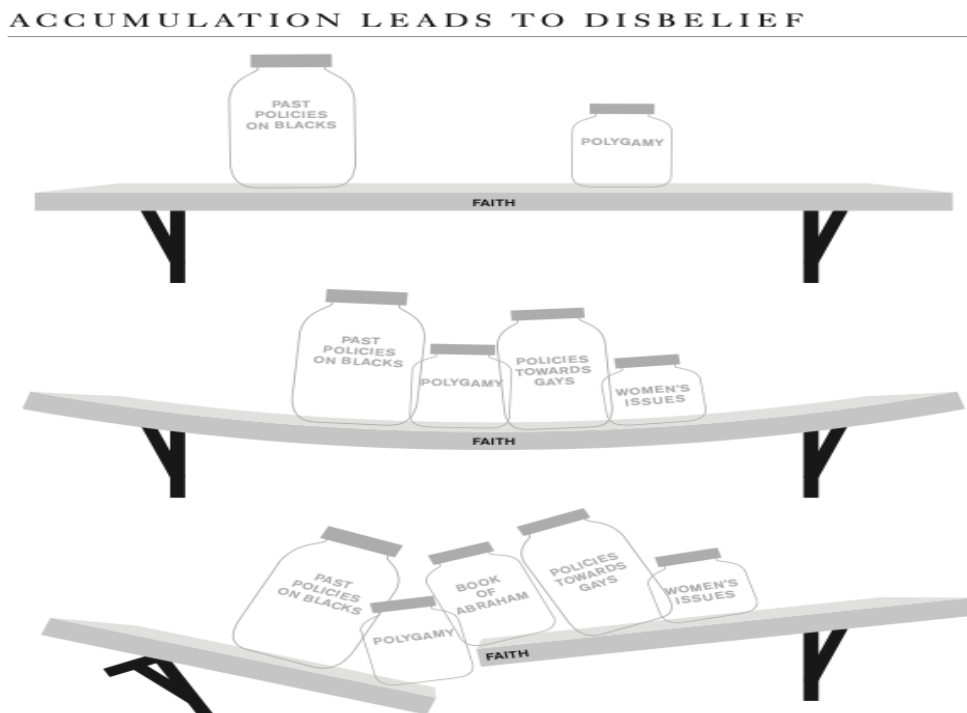 ACCUMULATION LEADS TO DISBELIEF
PAST
POLICIES
ON BLACKS
POLYGAMY
FAITH
PAST
POLICIES
ON BLACKS
POLYGAMY
POLICIES
TOWARDS
GAYS
WOMEN'S
ISSUES
FAITH
PAST
POLICIES
ON BLACKS
POLYGAMY
BOOK
OF
ABRAHAM
POLICIES
TOWARDS
GAYS
WOMEN'S
ISSUES
FAITH